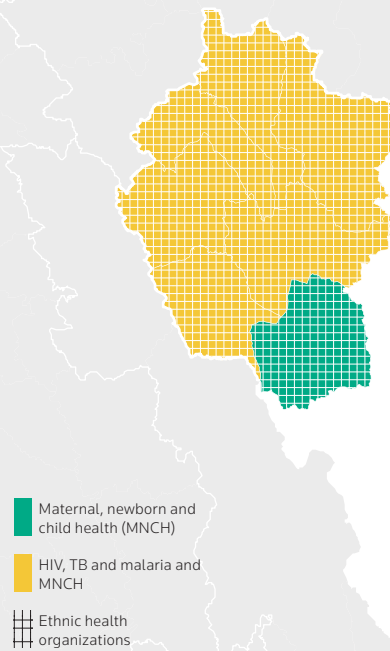 Maternal, newborn and
child health (MNCH)
HIV, TB and malaria and
MNCH
Ethnic health
organizations